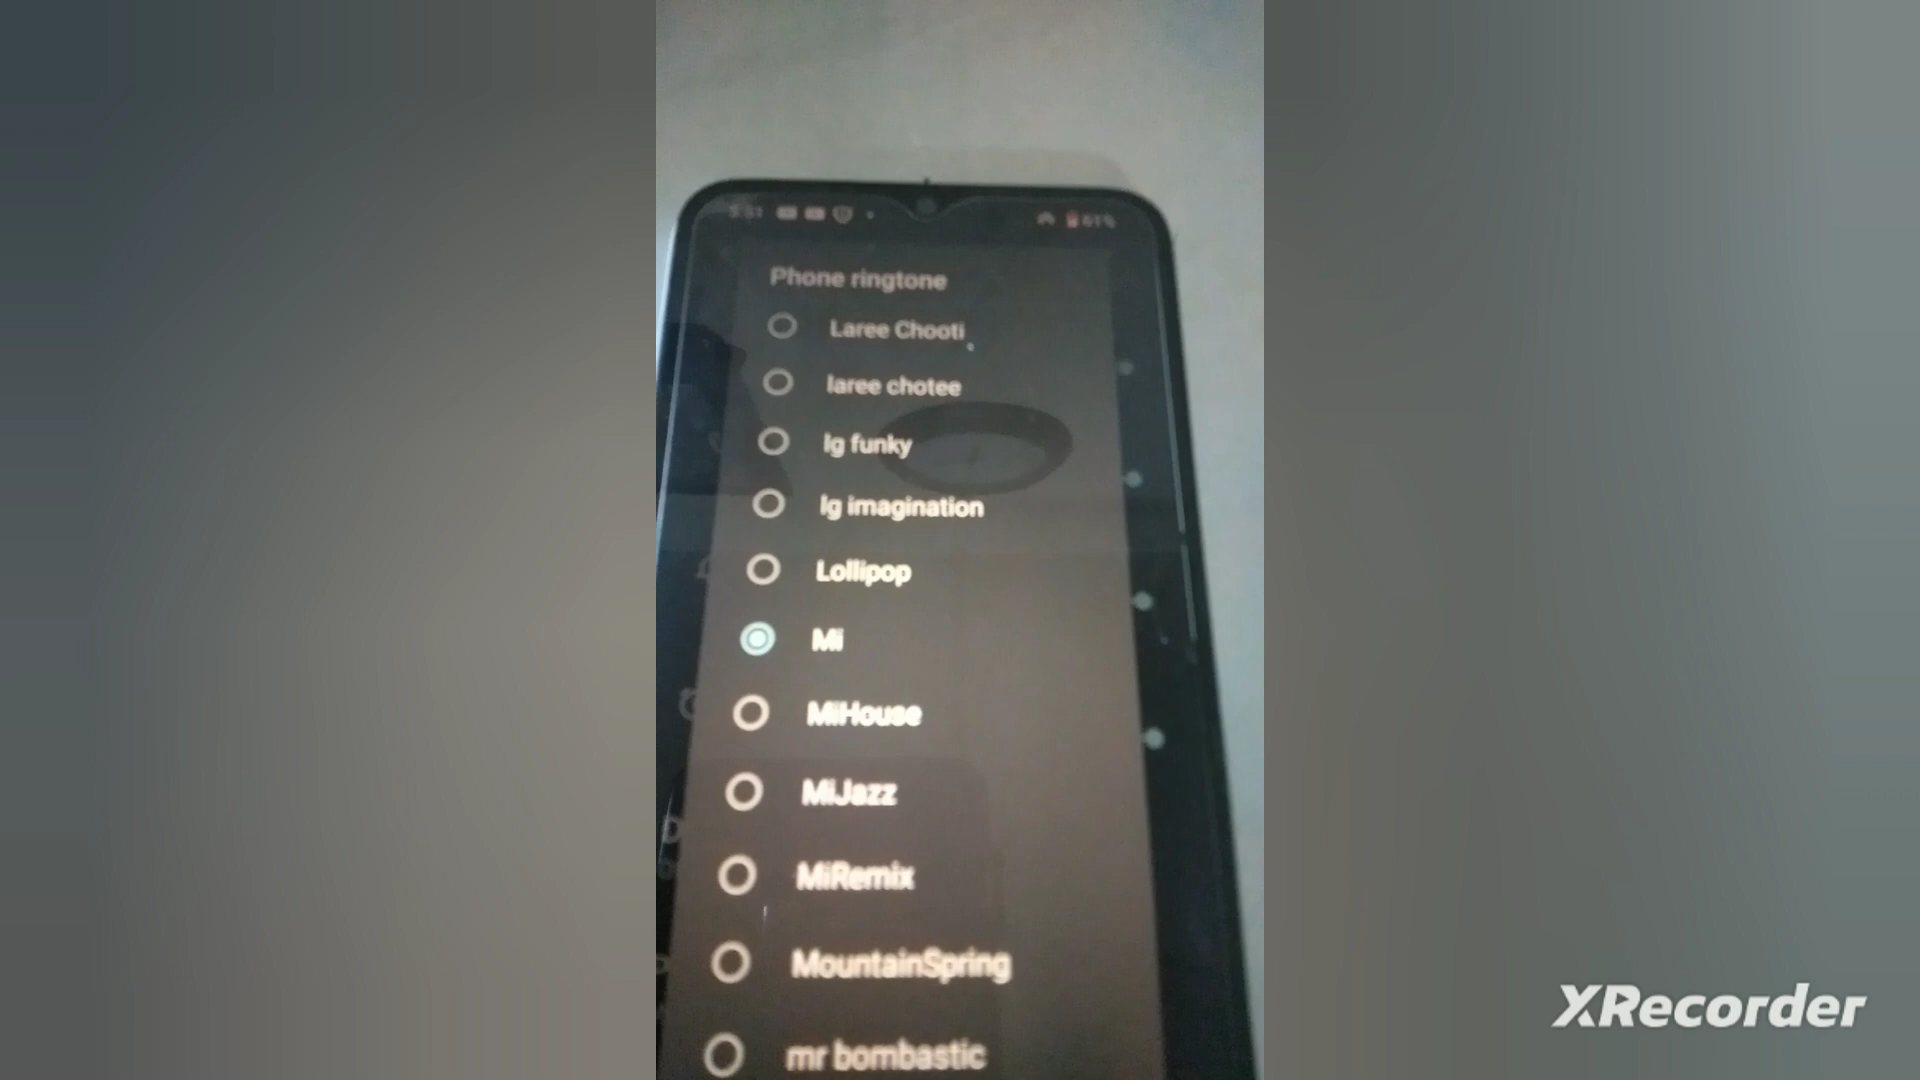 61%
Phone ringtone
Laree Chooti
laree chotee
lg funky
lg imagination
Lollipop
Mi
MiHouse
MiJazz
MiRemix
MountainSpring
mr bombastic
XRecorder